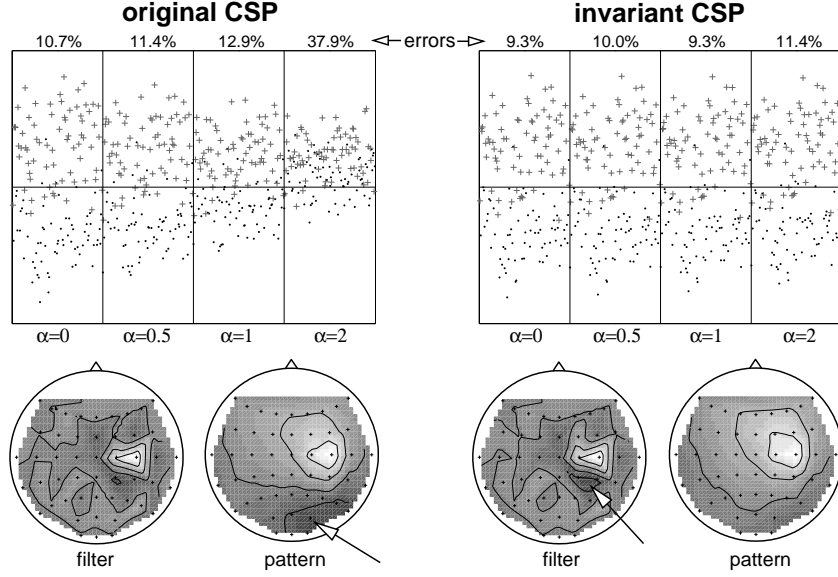 original CSP
invariant CSP
10.7% 11.4% 12.9% 37.9%
errors
9.3% 10.0% 9.3% 11.4%
α=0 α=0.5 α=1 α=2
α=0 α=0.5 α=1 α=2
filter
pattern
filter
pattern